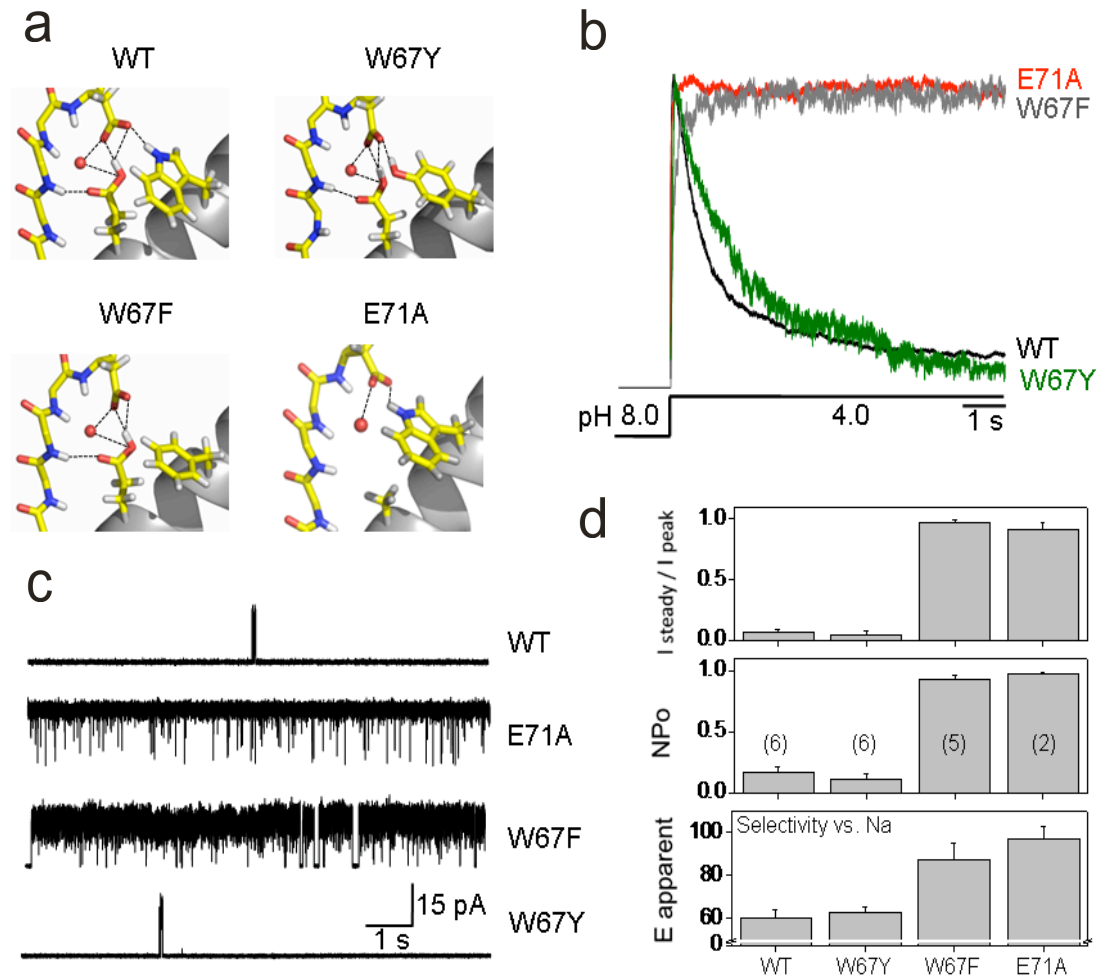 a
WT
W67Y
W67F
E71A
b
E71A
W67F
WT
W67Y
pH
8.0
4.0
1 s
c
WT
E71A
W67F
15 pA
1 s
W67Y
d
I steady / I peak
1.0
0.5
0.0
NPo
1.0
0.5
0.0
(6)
(6)
(5)
(2)
E apparent
Selectivity vs. Na
100
80
60
0
WT
W67Y
W67F
E71A